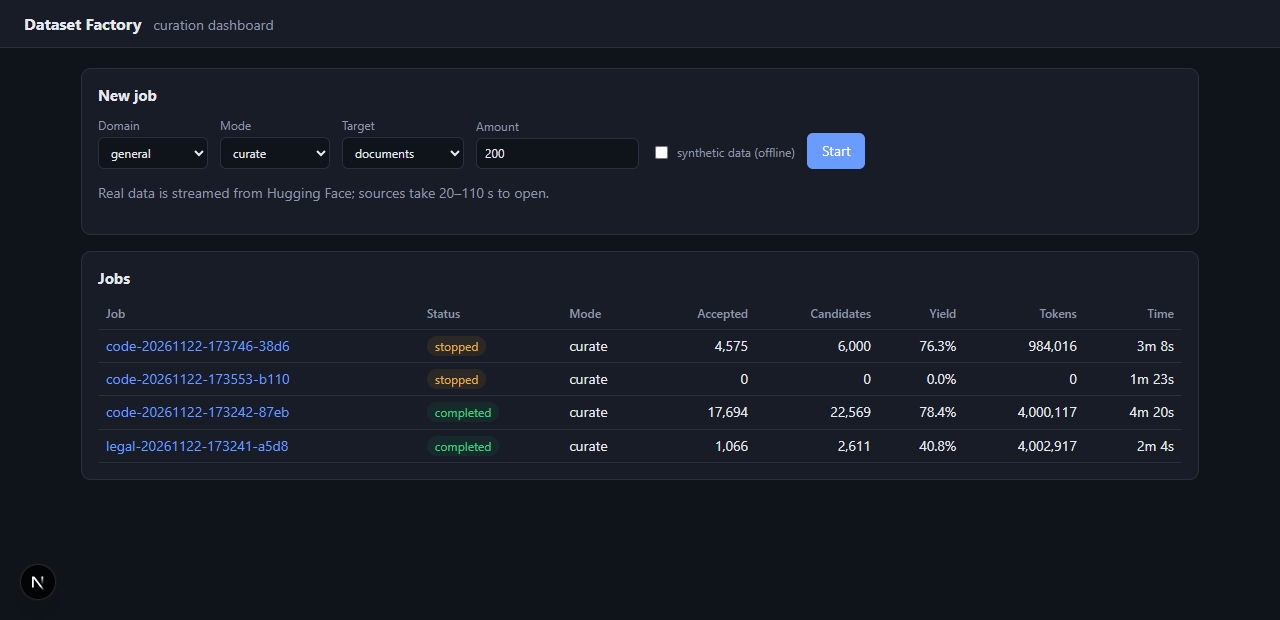 Dataset Factory curation dashboard
New job
Domain Mode Target Amount
general curate documents 200 synthetic data (offline) Start
Real data is streamed from Hugging Face; sources take 20–110 s to open.
Jobs
Job Status Mode Accepted Candidates Yield Tokens Time
code-20261122-173746-38d6 stopped curate 4,575 6,000 76.3% 984,016 3m 8s
code-20261122-173553-b110 stopped curate 0 0 0.0% 0 1m 23s
code-20261122-173242-87eb completed curate 17,694 22,569 78.4% 4,000,117 4m 20s
legal-20261122-173241-a5d8 completed curate 1,066 2,611 40.8% 4,002,917 2m 4s
N